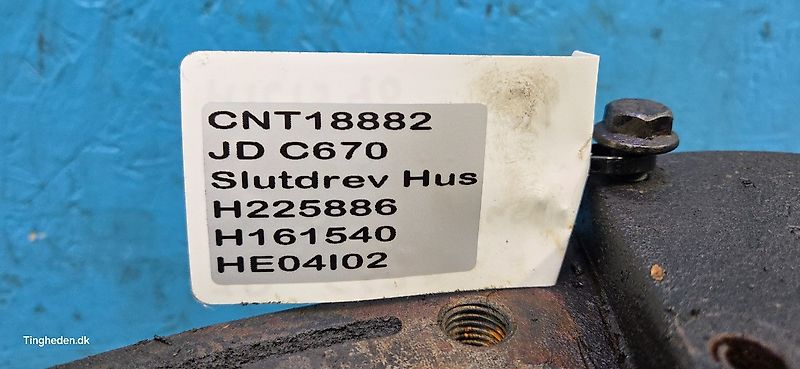 CNT18882
JD C670
Slutdrev Hus
H225886
H161540
HE04I02
Tingheden.dk